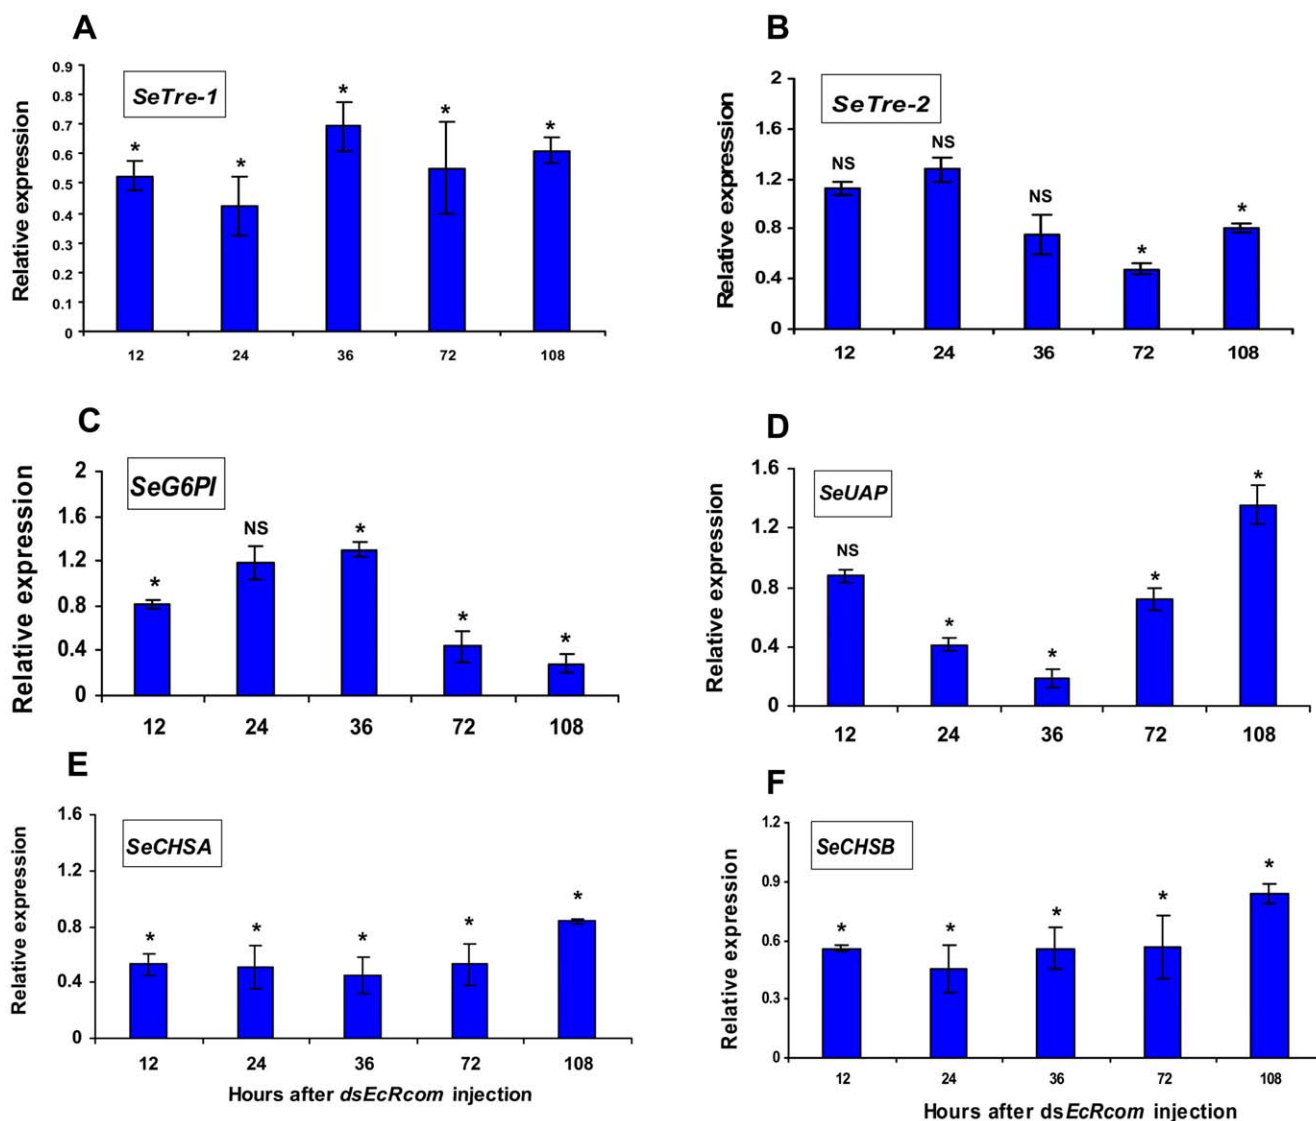 A
SeTre-1
Relative expression
0.9
0.8
0.7
0.6
0.5
0.4
0.3
0.2
0.1
0
* * * * *
12 24 36 72 108
B
SeTre-2
Relative expression
2
1.6
1.2
0.8
0.4
0
NS NS NS * *
12 24 36 72 108
C
SeG6PI
Relative expression
2
1.6
1.2
0.8
0.4
0
* NS * * *
12 24 36 72 108
D
SeUAP
Relative expression
1.6
1.2
0.8
0.4
0
NS * * * *
12 24 36 72 108
E
SeCHSA
Relative expression
1.6
1.2
0.8
0.4
0
* * * * *
12 24 36 72 108
Hours after dsEcRcom injection
F
SeCHSB
Relative expression
1.2
0.9
0.6
0.3
0
* * * * *
12 24 36 72 108
Hours after dsEcRcom injection